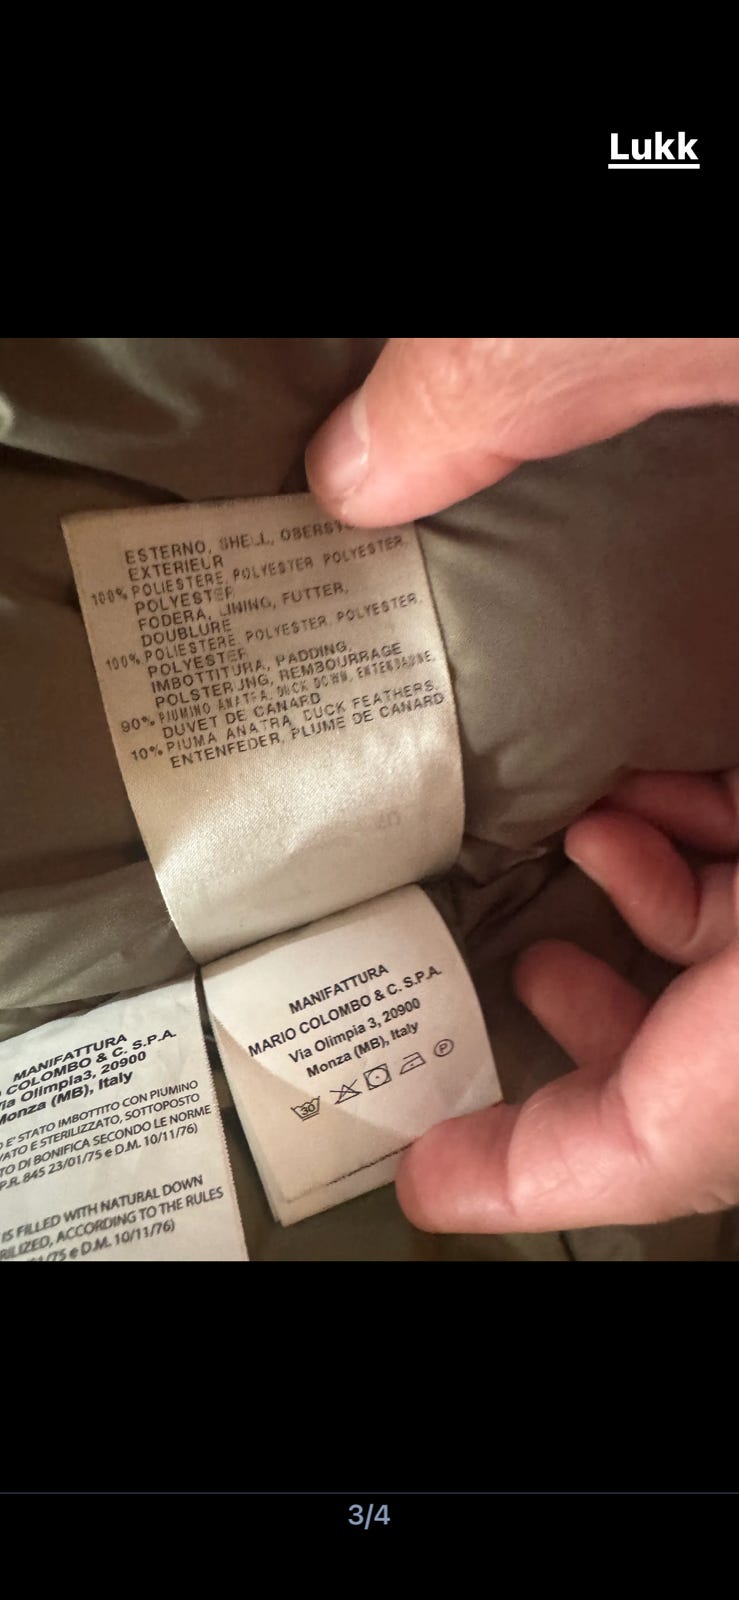 Lukk
ESTERNO, SHELL,
EXTERIEUR
100% POLIESTERE, POLYESTER POLYESTER,
POLYESTER
FODERA, LINING, FUTTER,
DOUBLURE
100% POLIESTERE, POLYESTER, POLYESTER,
POLYESTER
IMBOTTITURA, PADDING,
POLSTERUNG, REMBOURRAGE
90% PIUMINO ANATRA, DUCK DOWN, ENTENDAUNE,
DUVET DE CANARD
10% PIUMA ANATRA, DUCK FEATHERS,
ENTENFEDER, PLUME DE CANARD
MANIFATTURA
MARIO COLOMBO & C. S.P.A.
Via Olimpia 3, 20900
Monza (MB), Italy
30
P
MANIFATTURA
COLOMBO & C. S.P.A.
Olimpia3, 20900
Monza (MB), Italy
E' STATO IMBOTTITO CON PIUMINO
E STERILIZZATO, SOTTOPOSTO
DI BONIFICA SECONDO LE NORME
P.R. 845 23/01/75 e D.M. 10/11/76)
IS FILLED WITH NATURAL DOWN
ACCORDING TO THE RULES
e D.M. 10/11/76)
3/4